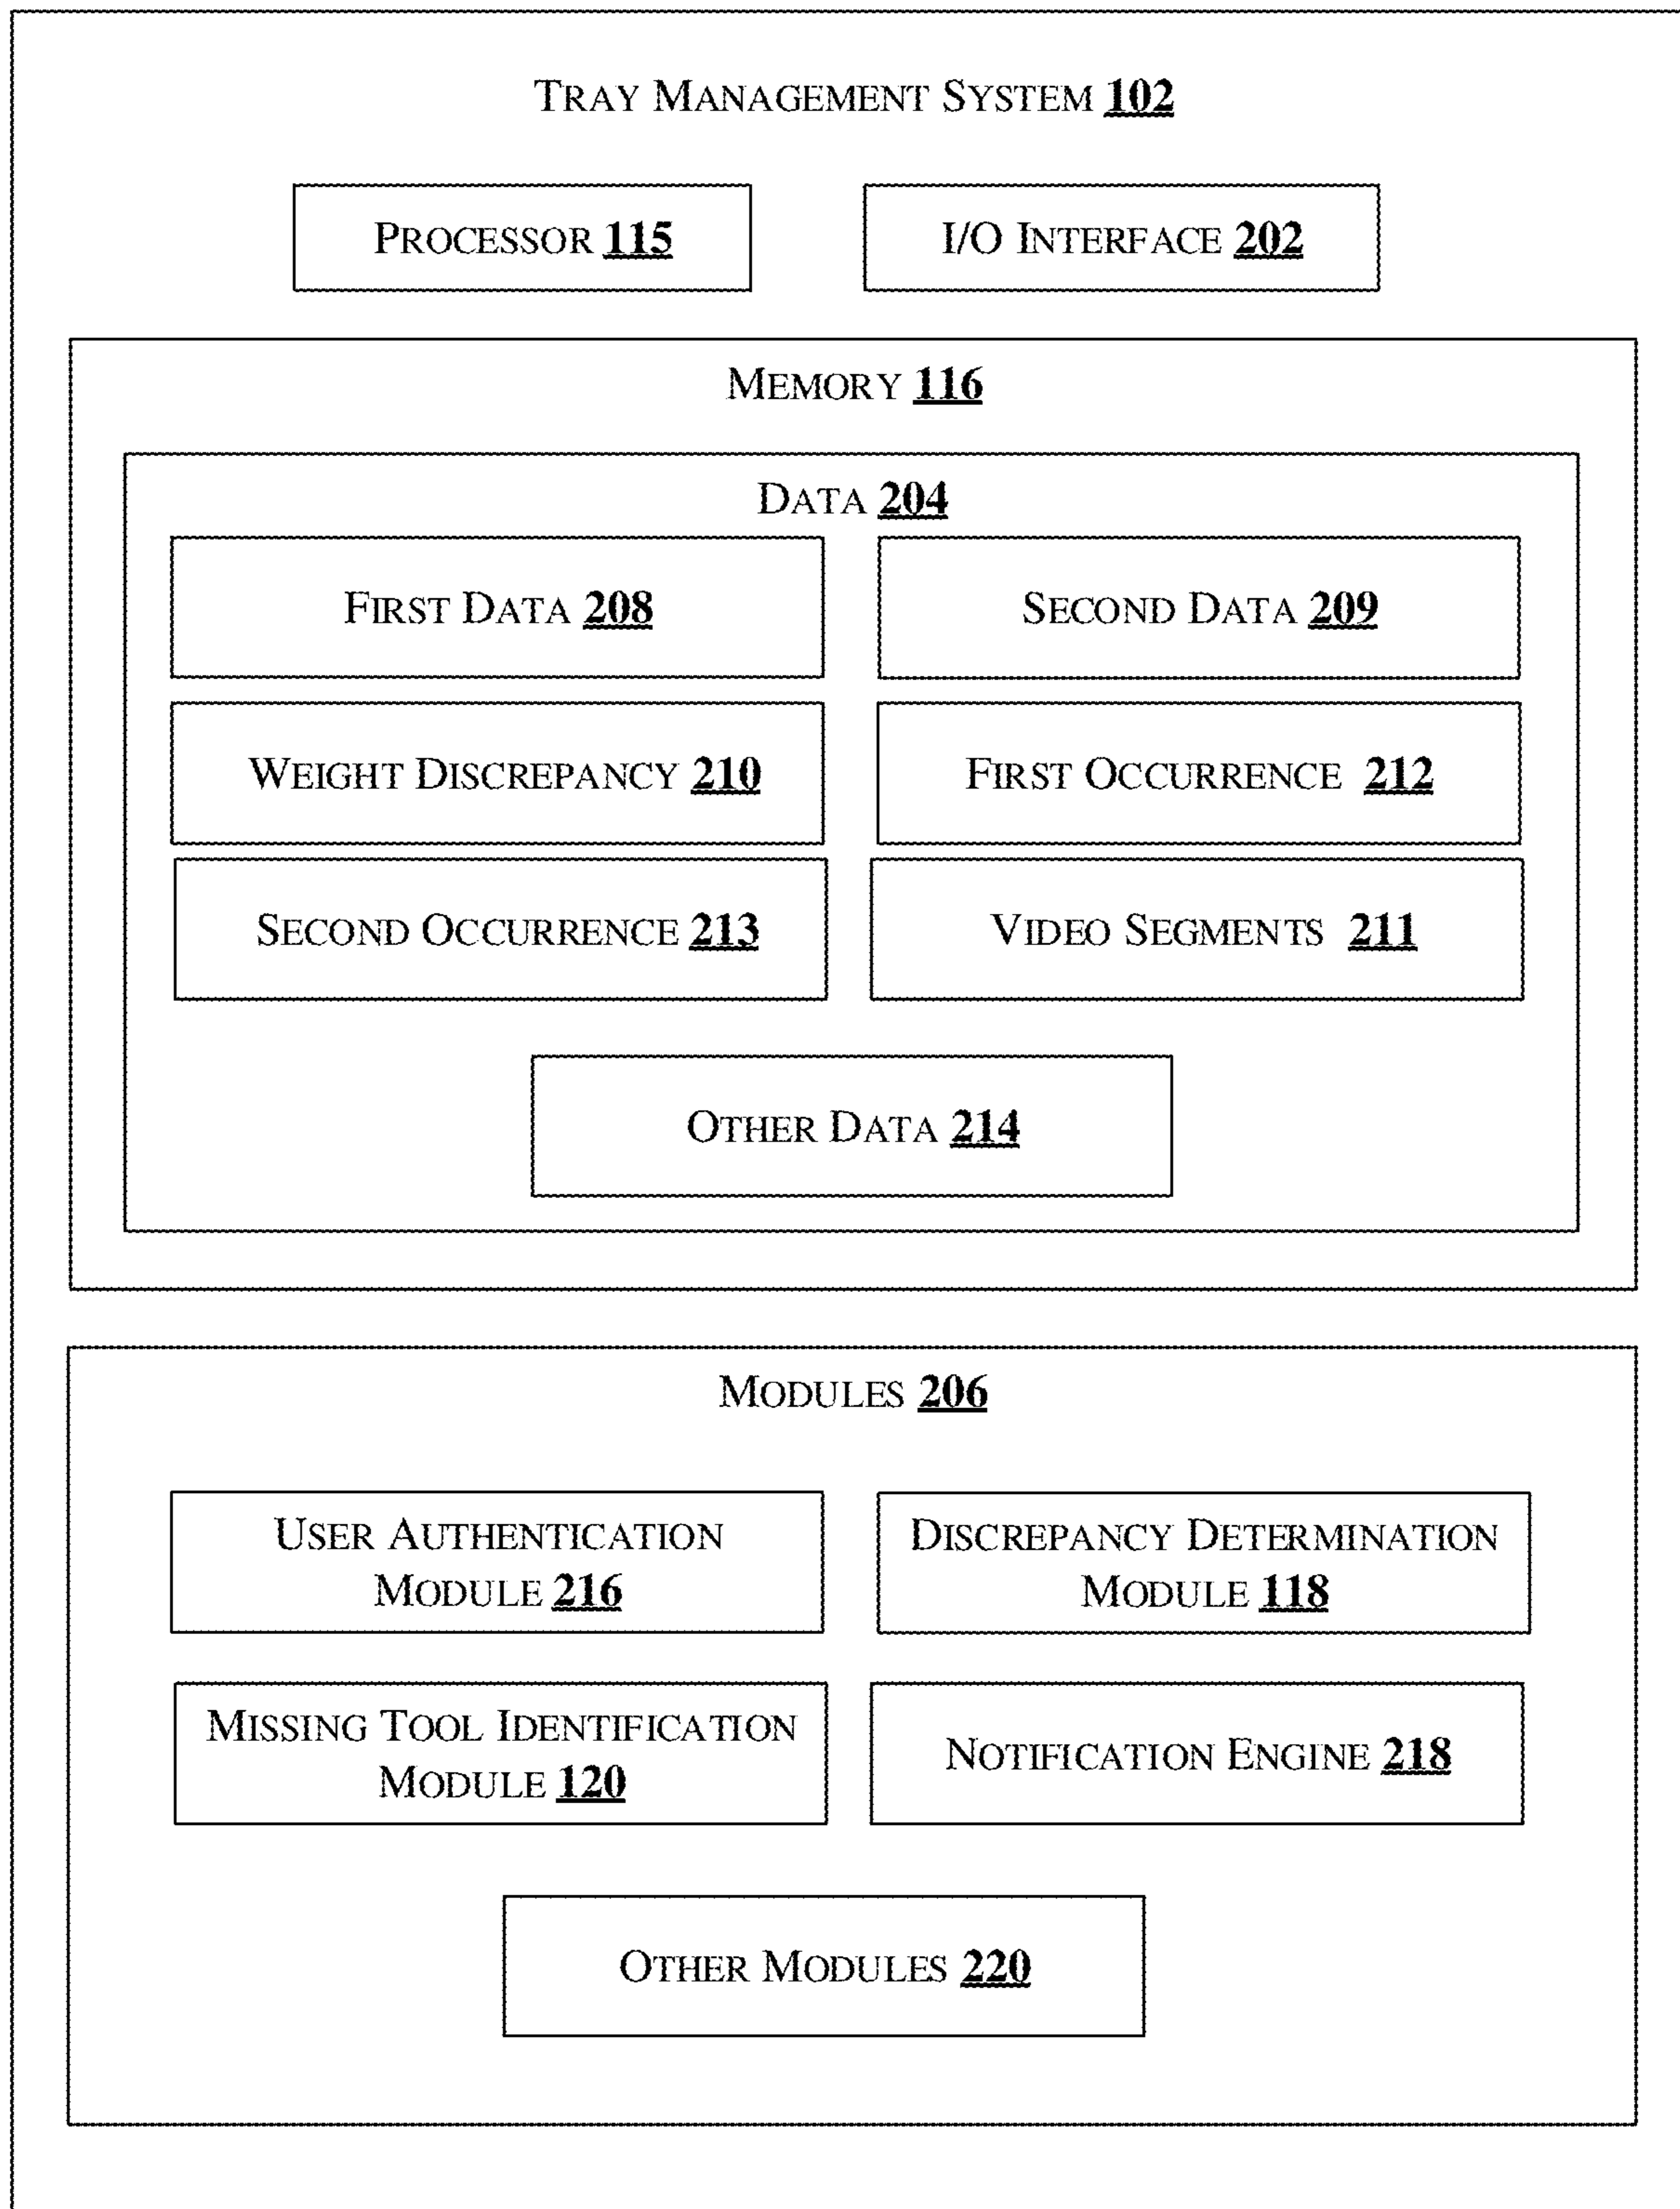 TRAY MANAGEMENT SYSTEM 102
PROCESSOR 115
I/O INTERFACE 202
MEMORY 116
DATA 204
FIRST DATA 208
SECOND DATA 209
WEIGHT DISCREPANCY 210
FIRST OCCURRENCE 212
SECOND OCCURRENCE 213
VIDEO SEGMENTS 211
OTHER DATA 214
MODULES 206
USER AUTHENTICATION
MODULE 216
DISCREPANCY DETERMINATION
MODULE 118
MISSING TOOL IDENTIFICATION
MODULE 120
NOTIFICATION ENGINE 218
OTHER MODULES 220